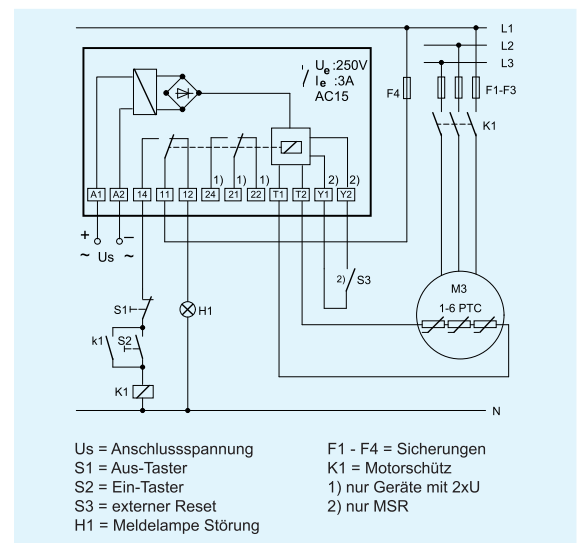 L1
L2
L3
Ue :250V
Ie :3A
AC15
F4
F1-F3
K1
1) 1) 1) 2) 2)
A1 A2 14 11 12 24 21 22 T1 T2 Y1 Y2
+ −
~ Us ~
2) S3
M3
1-6 PTC
S1
H1
k1 S2
K1
N
Us = Anschlussspannung
S1 = Aus-Taster
S2 = Ein-Taster
S3 = externer Reset
H1 = Meldelampe Störung
F1 - F4 = Sicherungen
K1 = Motorschütz
1) nur Geräte mit 2xU
2) nur MSR